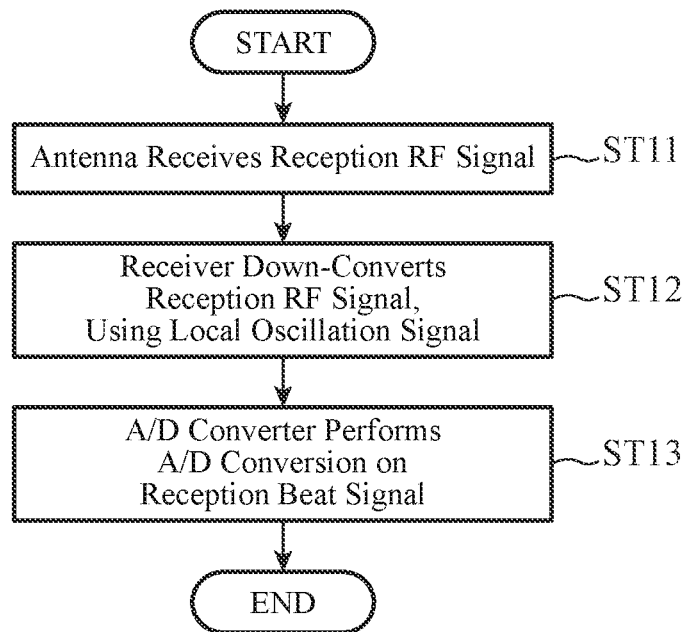 START
Antenna Receives Reception RF Signal
ST11
Receiver Down-Converts
Reception RF Signal,
Using Local Oscillation Signal
ST12
A/D Converter Performs
A/D Conversion on
Reception Beat Signal
ST13
END